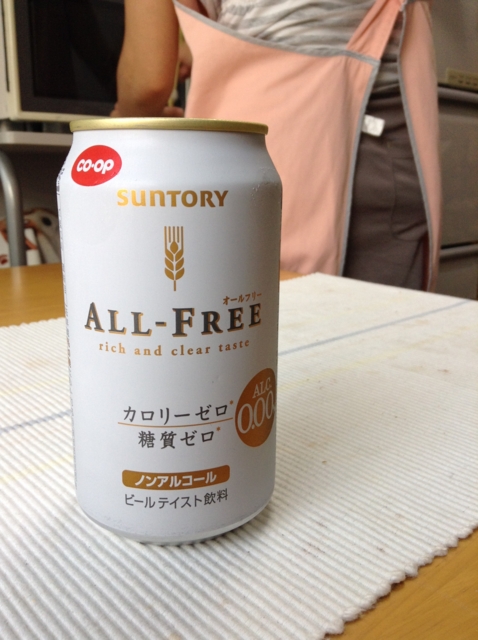 CO·OP
SUNTORY
オールフリー
ALL-FREE
rich and clear taste
ALC.
0.00
カロリーゼロ*
糖質ゼロ*
ノンアルコール
ビールテイスト飲料